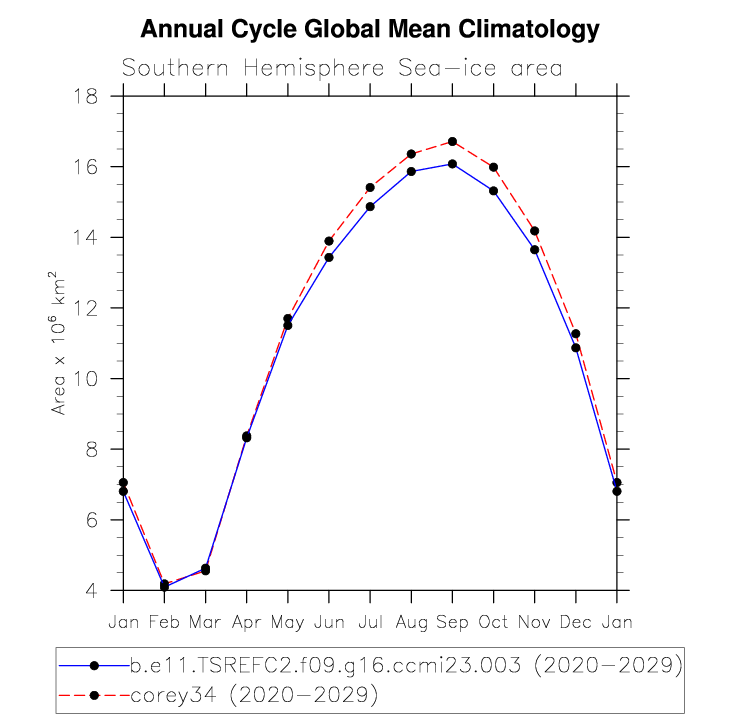 Annual Cycle Global Mean Climatology
Southern Hemisphere Sea-ice area
18
16
14
12
10
8
6
4
Area x 10⁶ km²
Jan Feb Mar Apr May Jun Jul Aug Sep Oct Nov Dec Jan
b.e11.TSREFC2.f09.g16.ccmi23.003 (2020-2029)
corey34 (2020-2029)